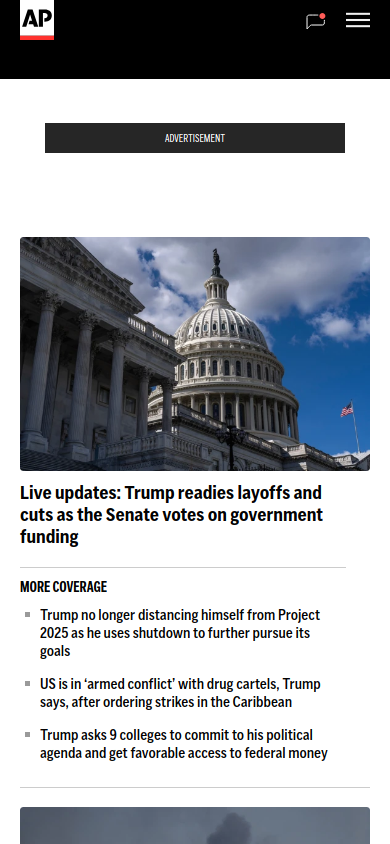 AP
ADVERTISEMENT
Live updates: Trump readies layoffs and
cuts as the Senate votes on government
funding
MORE COVERAGE
Trump no longer distancing himself from Project
2025 as he uses shutdown to further pursue its
goals
US is in ‘armed conflict’ with drug cartels, Trump
says, after ordering strikes in the Caribbean
Trump asks 9 colleges to commit to his political
agenda and get favorable access to federal money